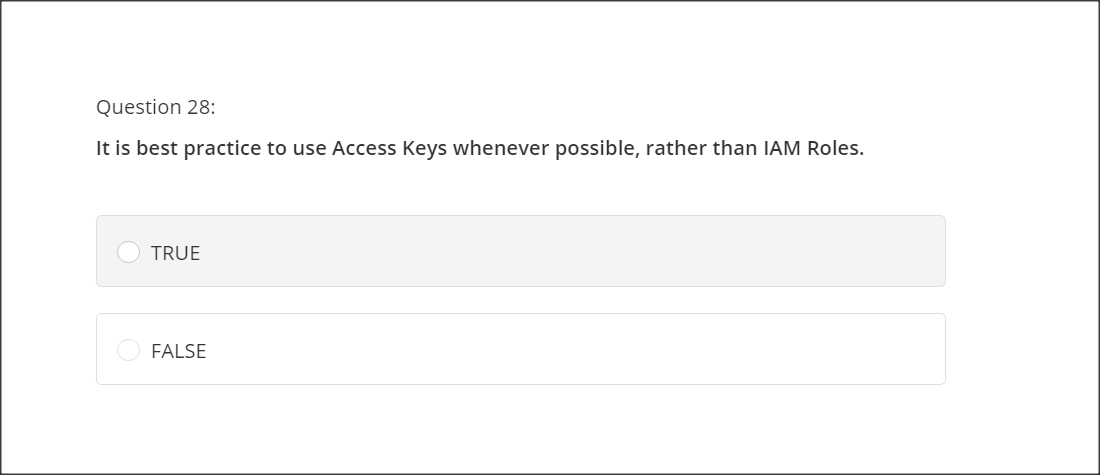 Question 28:
It is best practice to use Access Keys whenever possible, rather than IAM Roles.
TRUE
FALSE